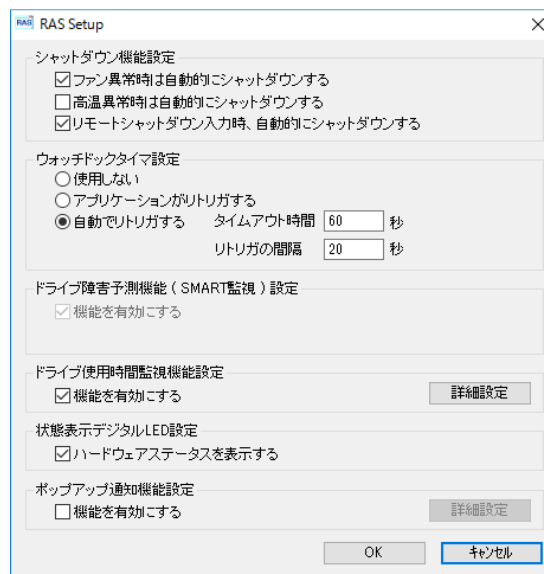 RAS RAS Setup
シャットダウン機能設定
ファン異常時は自動的にシャットダウンする
高温異常時は自動的にシャットダウンする
リモートシャットダウン入力時、自動的にシャットダウンする
ウォッチドックタイマ設定
使用しない
アプリケーションがリトリガする
自動でリトリガする タイムアウト時間 60 秒
リトリガの間隔 20 秒
ドライブ障害予測機能 ( SMART監視 ) 設定
機能を有効にする
ドライブ使用時間監視機能設定
機能を有効にする 詳細設定
状態表示デジタルLED設定
ハードウェアステータスを表示する
ポップアップ通知機能設定
機能を有効にする 詳細設定
OK キャンセル